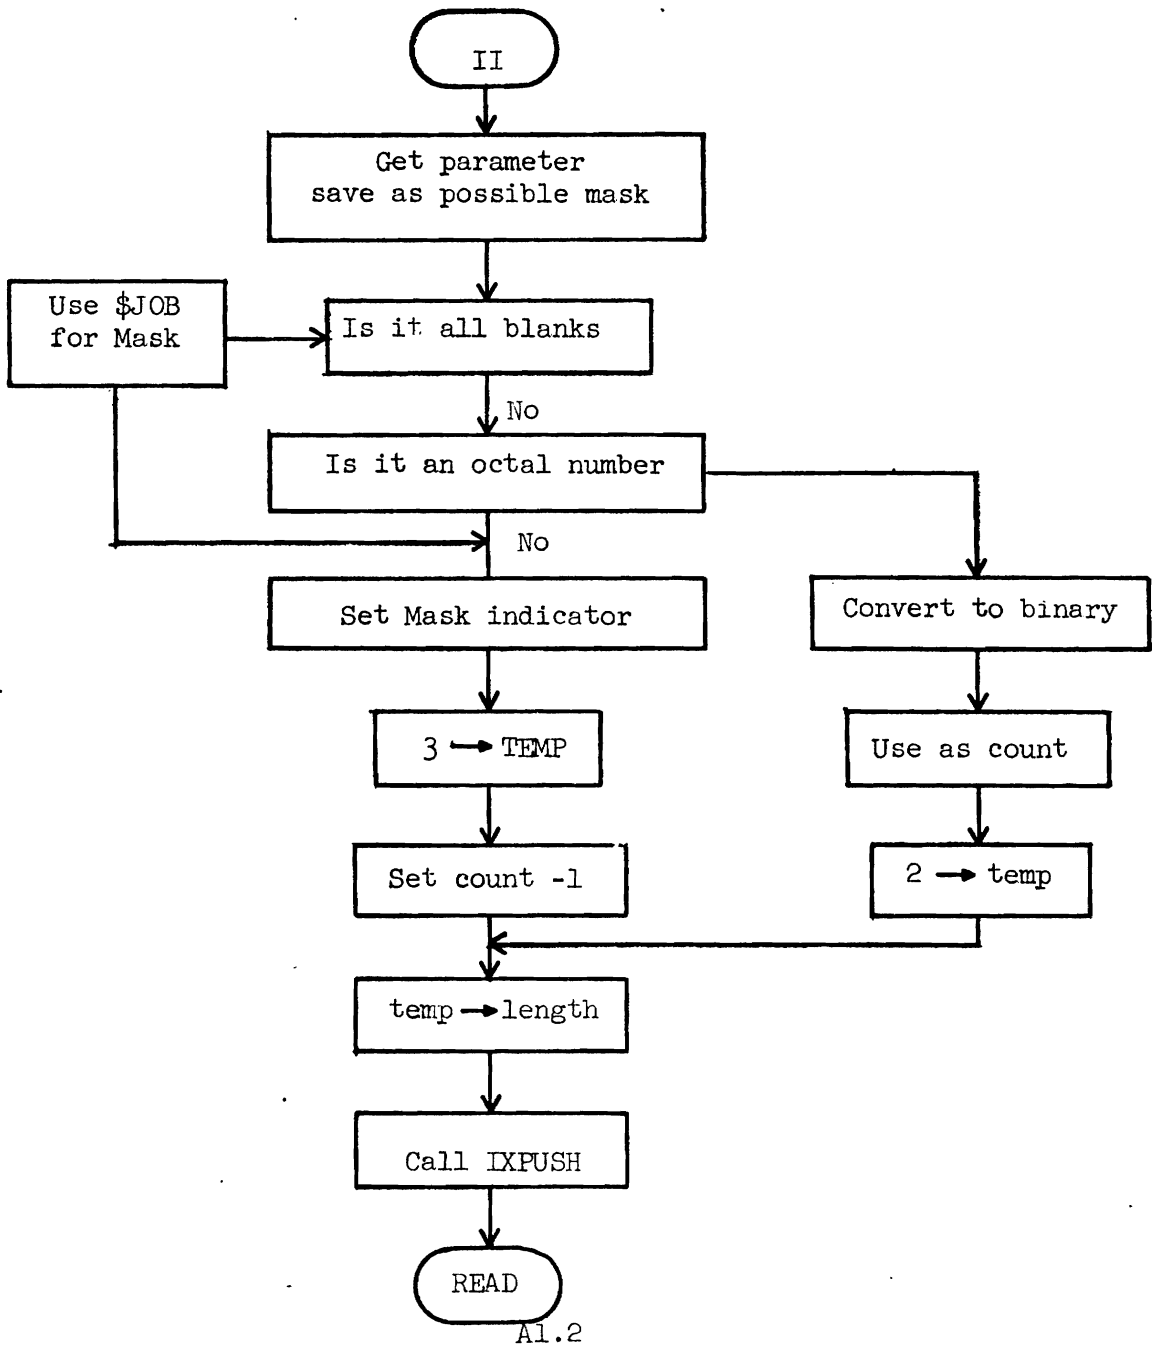 II
Get parameter
save as possible mask
Use $JOB
for Mask
Is it all blanks
No
Is it an octal number
No
Set Mask indicator
Convert to binary
3 → TEMP
Use as count
Set count -1
2 → temp
temp → length
Call IXPUSH
READ
A1.2